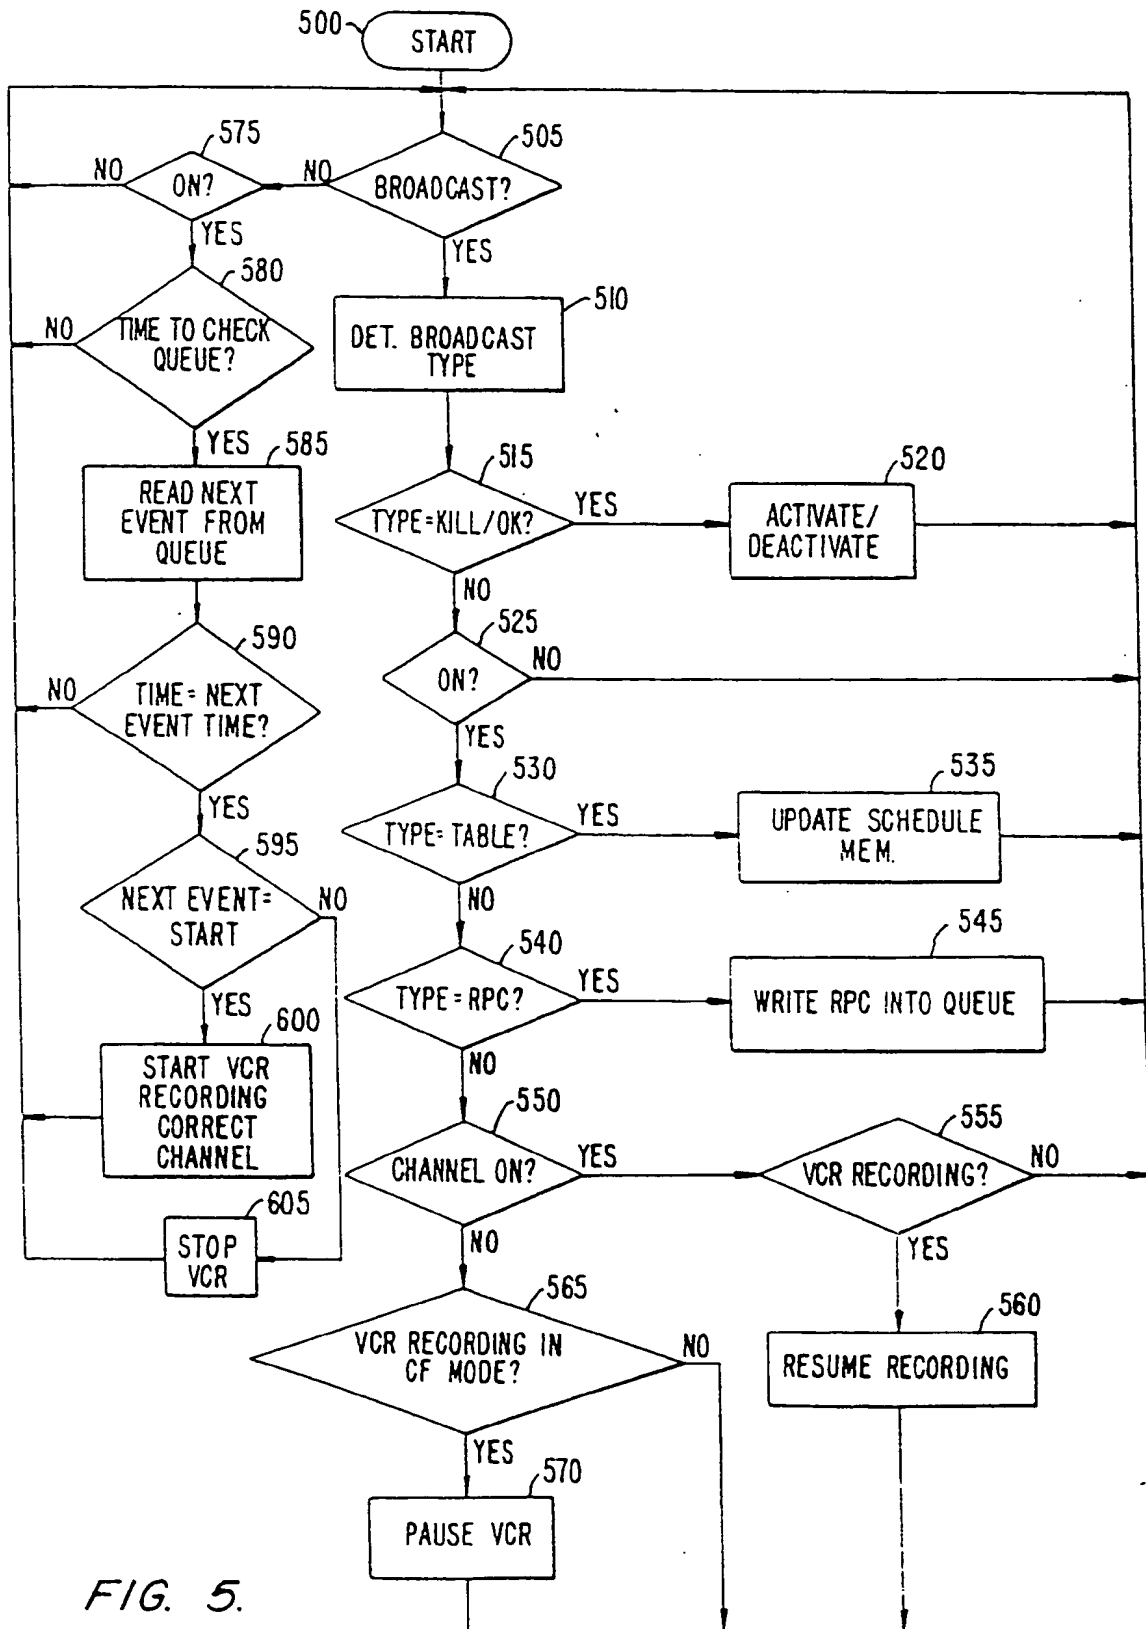 500
START
575
505
NO
ON?
NO
BROADCAST?
YES
YES
580
510
NO
TIME TO CHECK
QUEUE?
DET. BROADCAST
TYPE
YES
585
515
520
READ NEXT
EVENT FROM
QUEUE
TYPE=KILL/OK?
YES
ACTIVATE/
DEACTIVATE
NO
590
525
NO
TIME= NEXT
EVENT TIME?
ON?
NO
YES
YES
530
535
595
TYPE=TABLE?
YES
UPDATE SCHEDULE
MEM.
NEXT EVENT=
START
NO
NO
540
545
YES
TYPE=RPC?
YES
WRITE RPC INTO QUEUE
600
NO
START VCR
RECORDING
CORRECT
CHANNEL
550
555
CHANNEL ON?
YES
VCR RECORDING?
NO
605
STOP
VCR
NO
YES
565
560
VCR RECORDING IN
CF MODE?
NO
RESUME RECORDING
YES
570
PAUSE VCR
FIG. 5.